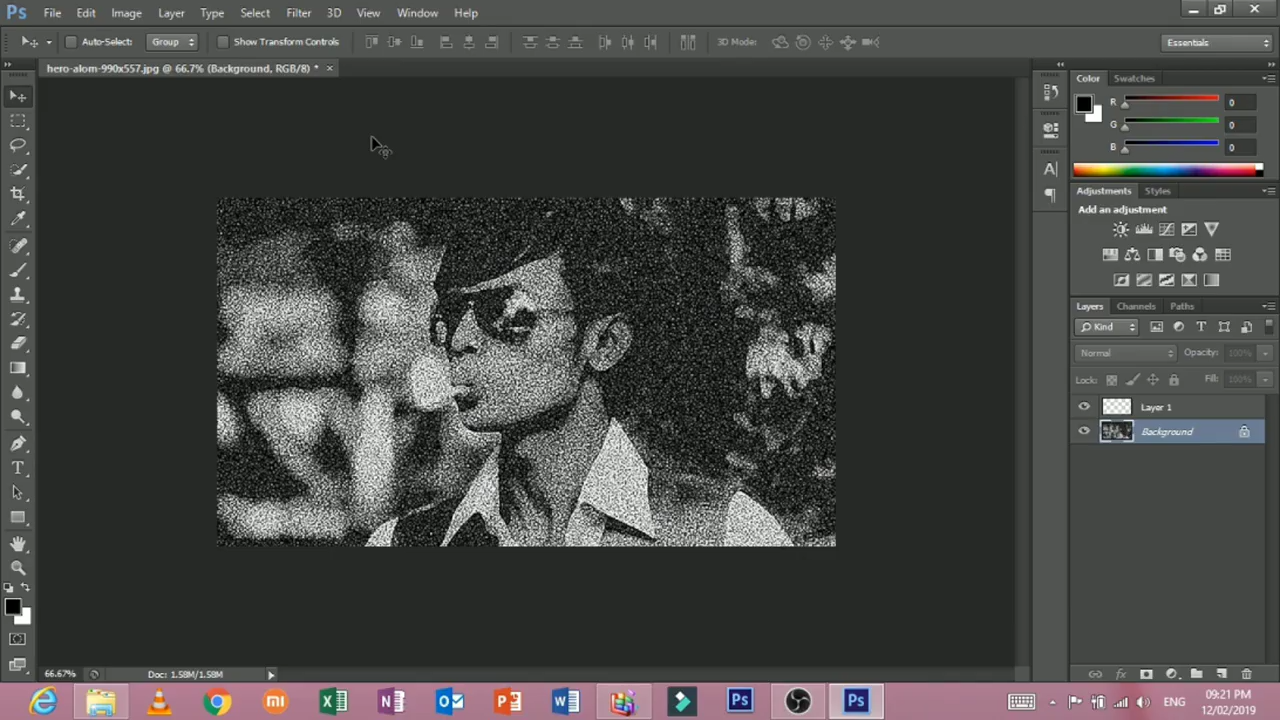 Ps File Edit Image Layer Type Select Filter 3D View Window Help
Auto-Select: Group Show Transform Controls 3D Mode: Essentials
hero-alom-990x557.jpg @ 66.7% (Background, RGB/8) * ×
Color Swatches
R 0
G 0
B 0
Adjustments Styles
Add an adjustment
Layers Channels Paths
Kind
Normal Opacity: 100%
Lock: Fill: 100%
Layer 1
Background
66.67% Doc: 1.58M/1.58M
ENG
09:21 PM
12/02/2019